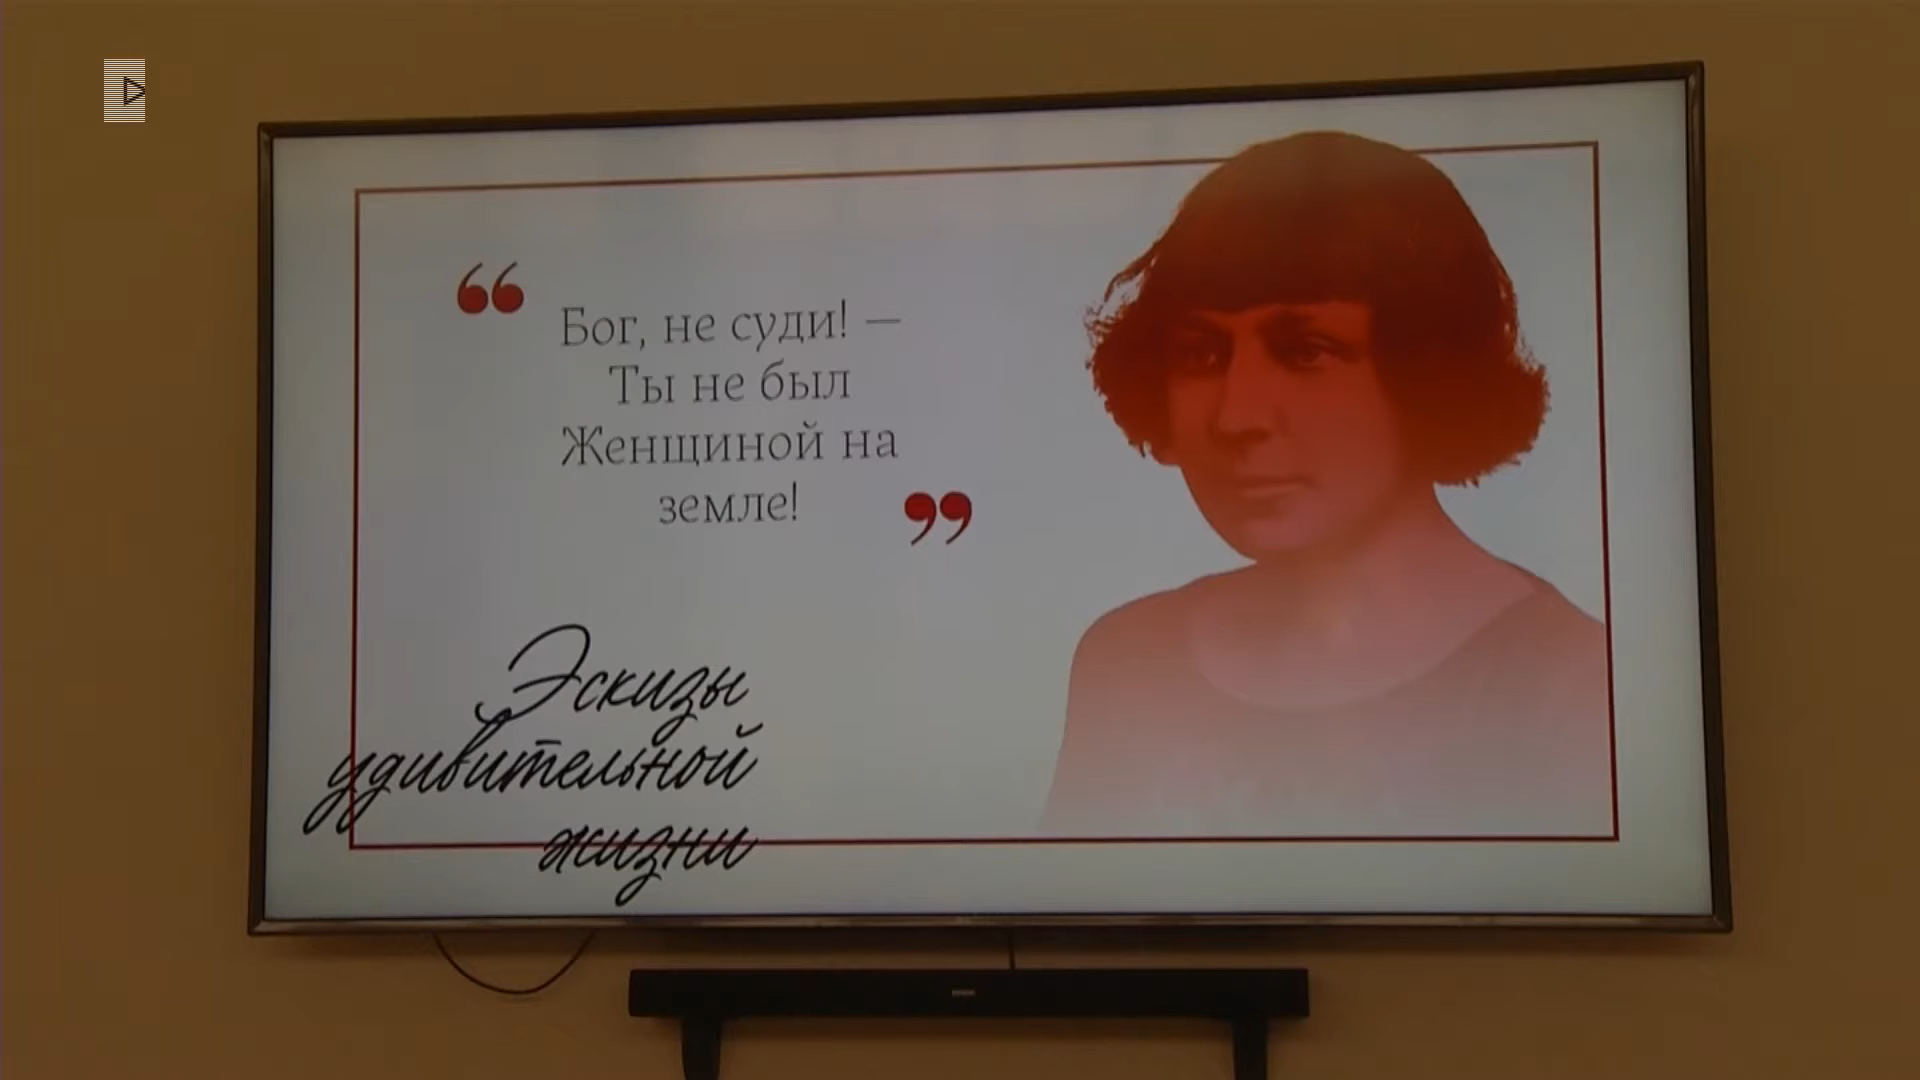 “ Бог, не суди! –
Ты не был
Женщиной на
земле! ”
Эскизы
удивительной
жизни